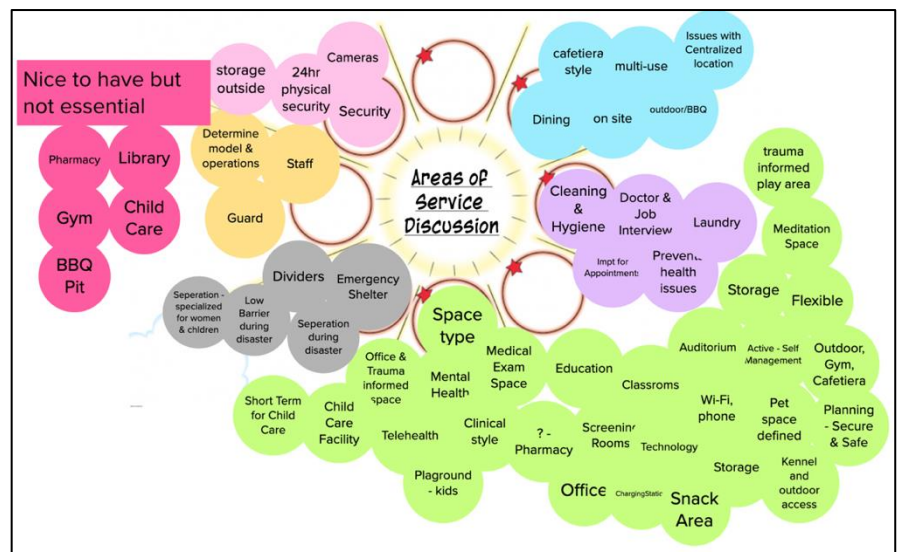 Nice to have but
not essential
Pharmacy
Library
Gym
Child
Care
BBQ
Pit
storage
outside
24hr
physical
security
Cameras
Security
Determine
model &
operations
Staff
Guard
Seperation -
specialized
for women
& chldren
Low
Barrier
during
disaster
Dividers
Seperation
during
disaster
Emergency
Shelter
Areas of
Service
Discussion
cafetiera
style
multi-use
Issues with
Centralized
location
Dining
on site
outdoor/BBQ
Cleaning
&
Hygiene
Doctor &
Job
Interview
Laundry
Impt for
Appointments
Prevent
health
issues
trauma
informed
play area
Meditation
Space
Storage
Flexible
Space
type
Office &
Trauma
informed
space
Mental
Health
Medical
Exam
Space
Education
Classroms
Auditorium
Active - Self
Management
Outdoor,
Gym,
Cafetiera
Short Term
for Child
Care
Child
Care
Facility
Telehealth
Clinical
style
? -
Pharmacy
Screening
Rooms
Technology
Wi-Fi,
phone
Pet
space
defined
Planning
- Secure
& Safe
Plaground
- kids
Office
ChargingStatic
Snack
Area
Storage
Kennel
and
outdoor
access